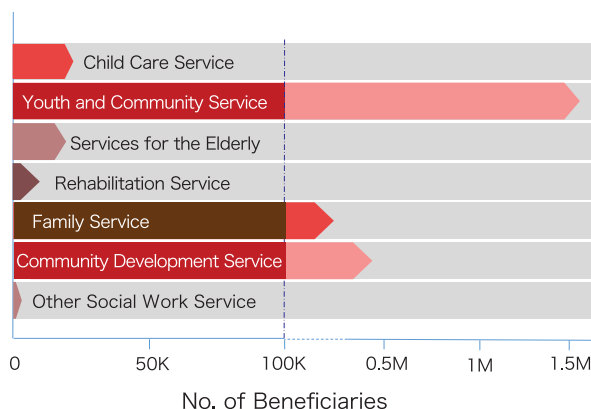 Child Care Service
Youth and Community Service
Services for the Elderly
Rehabilitation Service
Family Service
Community Development Service
Other Social Work Service
0 50K 100K 0.5M 1M 1.5M
No. of Beneficiaries